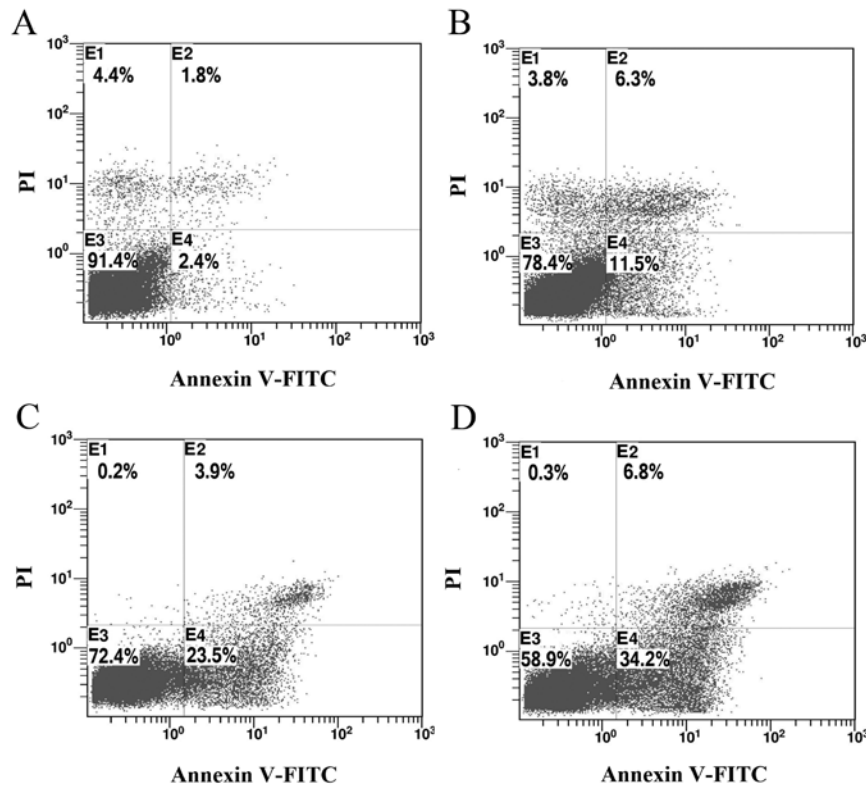 A
10³
E1 E2
4.4% 1.8%
10²
PI
10¹
10⁰
E3 E4
91.4% 2.4%
10⁰ 10¹ 10² 10³
Annexin V-FITC
B
10³
E1 E2
3.8% 6.3%
10²
PI
10¹
10⁰
E3 E4
78.4% 11.5%
10⁰ 10¹ 10² 10³
Annexin V-FITC
C
10³
E1 E2
0.2% 3.9%
10²
PI
10¹
10⁰
E3 E4
72.4% 23.5%
10⁰ 10¹ 10² 10³
Annexin V-FITC
D
10³
E1 E2
0.3% 6.8%
10²
PI
10¹
10⁰
E3 E4
58.9% 34.2%
10⁰ 10¹ 10² 10³
Annexin V-FITC